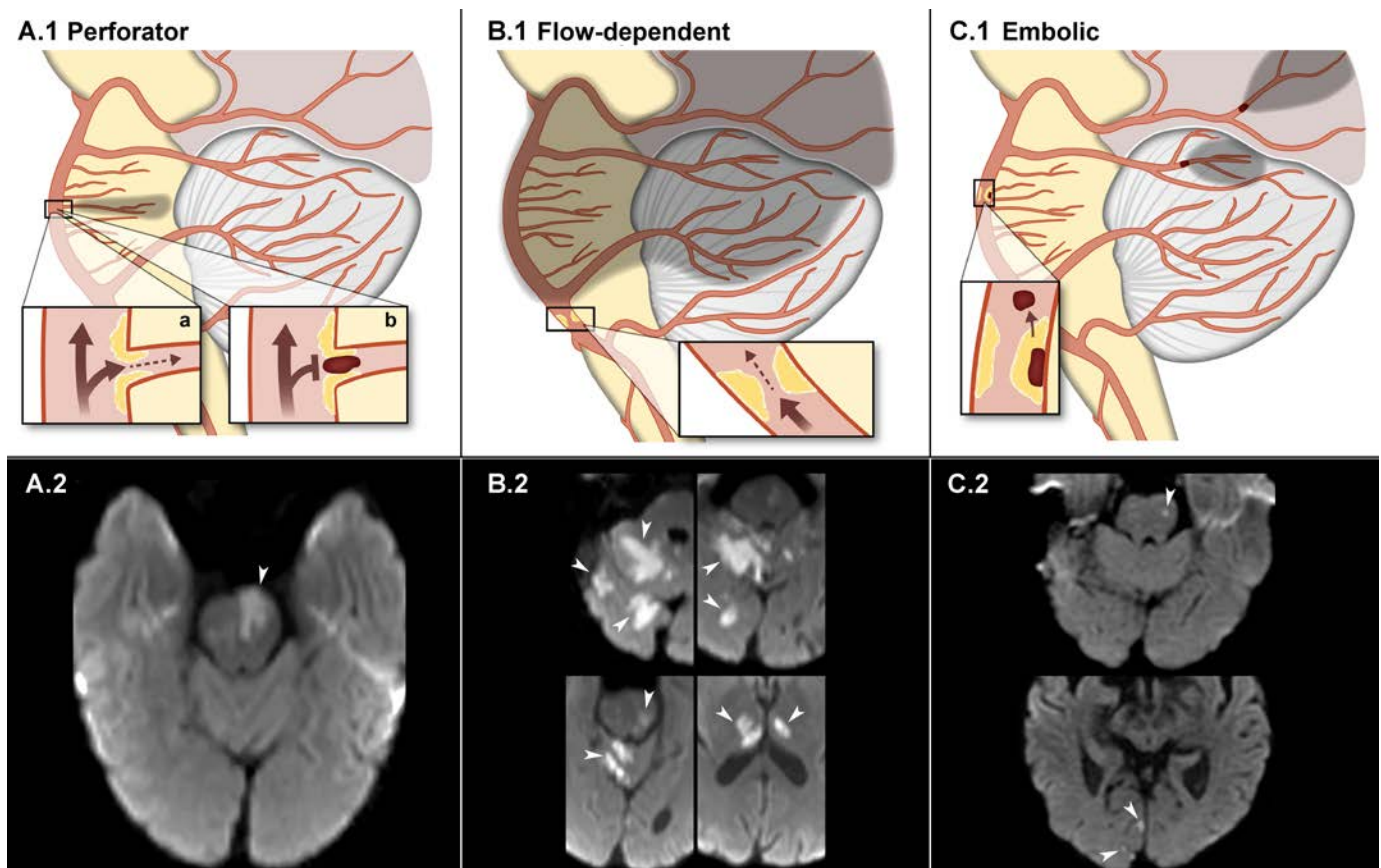 A.1 Perforator
B.1 Flow-dependent
C.1 Embolic
a
b
A.2
B.2
C.2